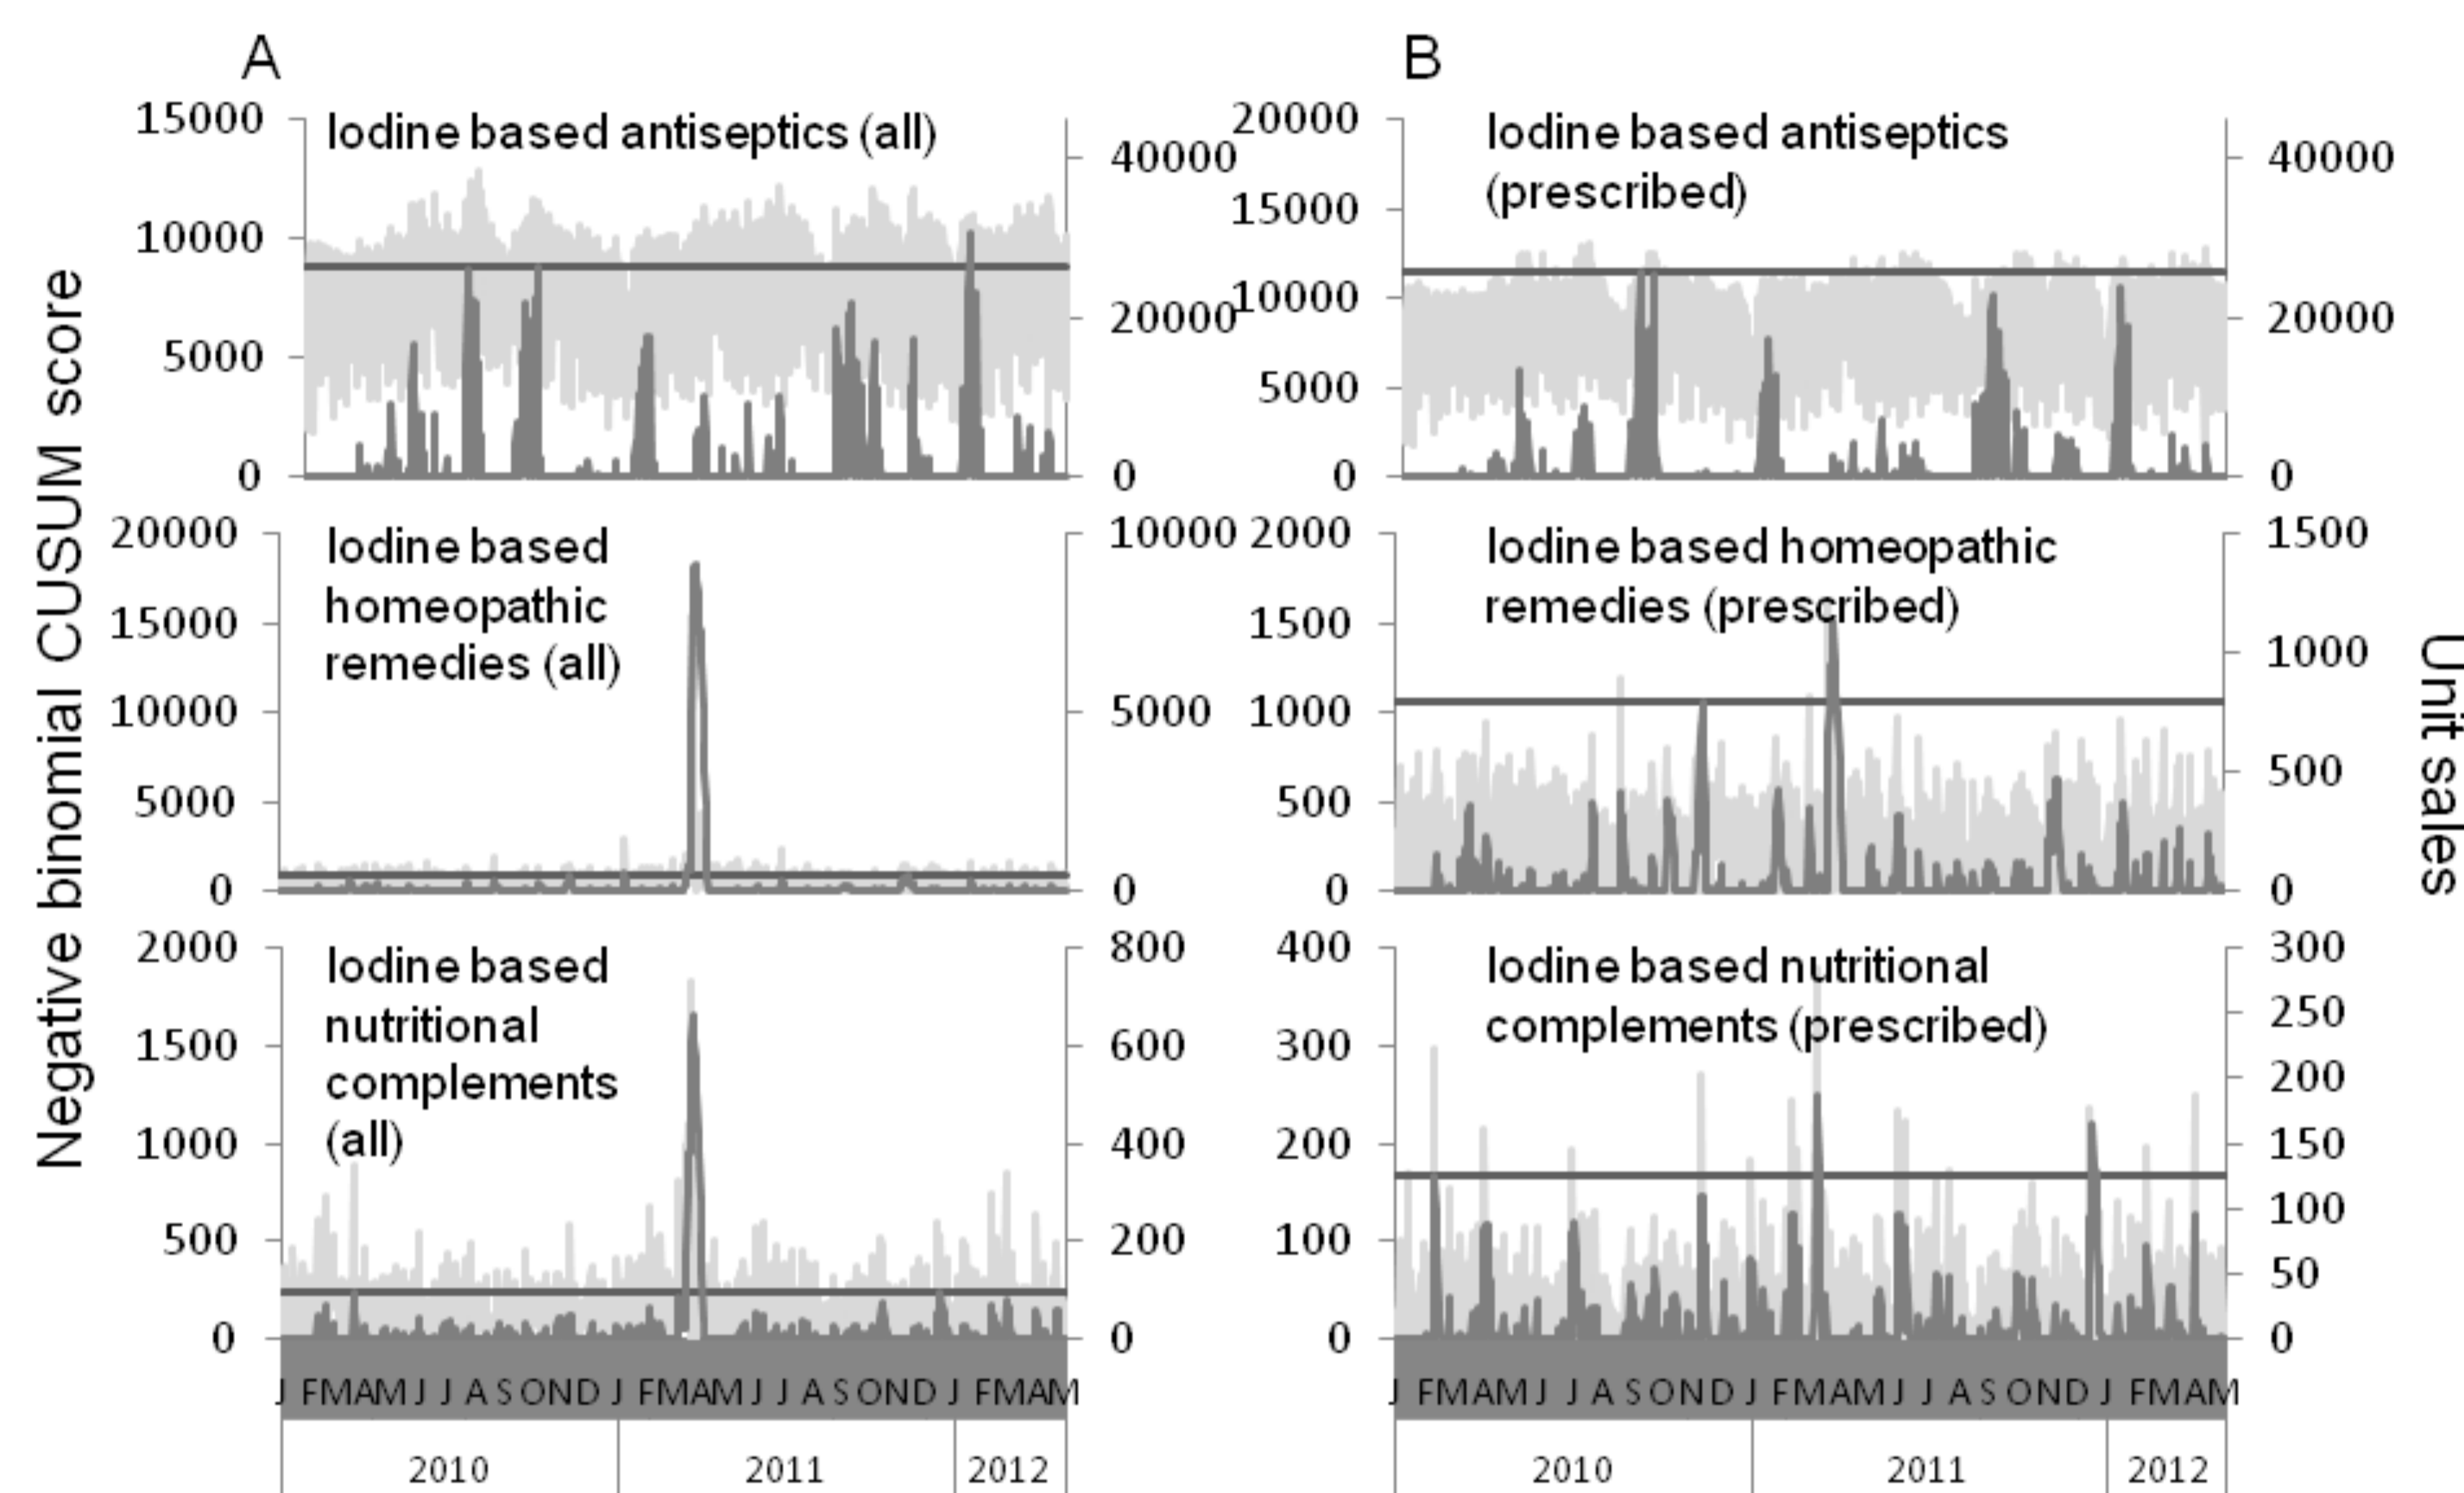 A
B
Negative binomial CUSUM score
Unit sales
Iodine based antiseptics (all)
15000
10000
5000
0
40000
20000
0
Iodine based antiseptics
(prescribed)
20000
15000
10000
5000
0
40000
20000
0
Iodine based
homeopathic
remedies (all)
20000
15000
10000
5000
0
10000
5000
0
Iodine based homeopathic
remedies (prescribed)
2000
1500
1000
500
0
1500
1000
500
0
Iodine based
nutritional
complements
(all)
2000
1500
1000
500
0
800
600
400
200
0
Iodine based nutritional
complements (prescribed)
400
300
200
100
0
300
250
200
150
100
50
0
J FMAMJ J A S OND J FMAMJ J A S OND J FMAM
2010 2011 2012
J FMAMJ J A S OND J FMAMJ J A S OND J FMAM
2010 2011 2012